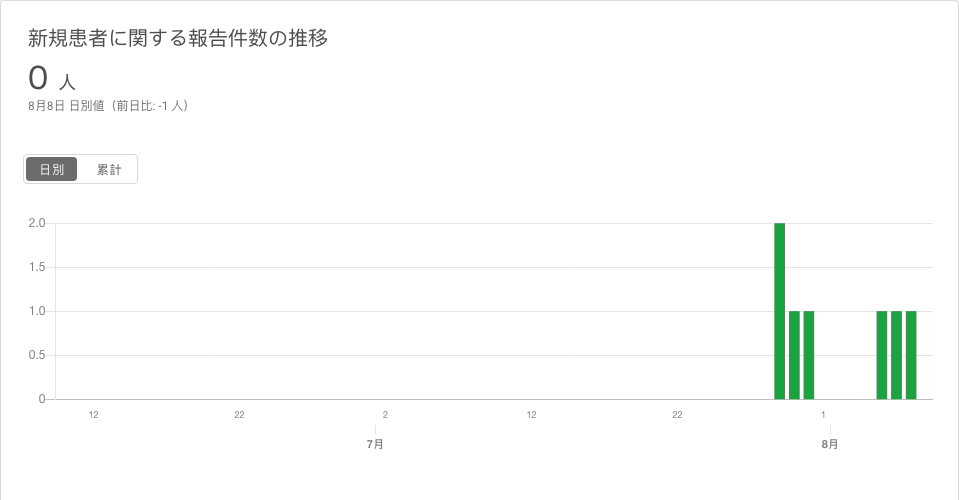 新規患者に関する報告件数の推移
0 人
8月8日 日別値（前日比: -1 人）
日別 累計
2.0
1.5
1.0
0.5
0
12 22 2 12 22 1
7月 8月